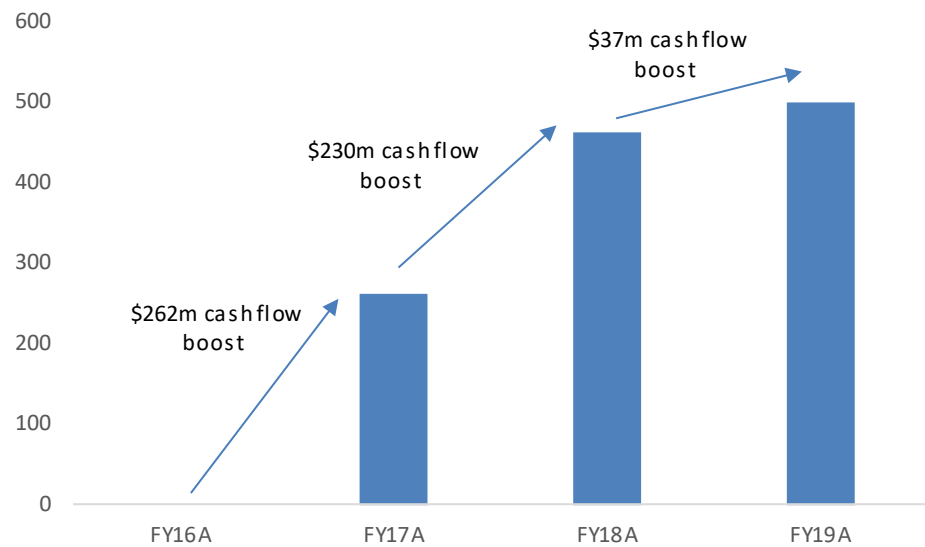 600
500
400
300
200
100
0
$262m cash flow
boost
$230m cash flow
boost
$37m cash flow
boost
FY16A
FY17A
FY18A
FY19A